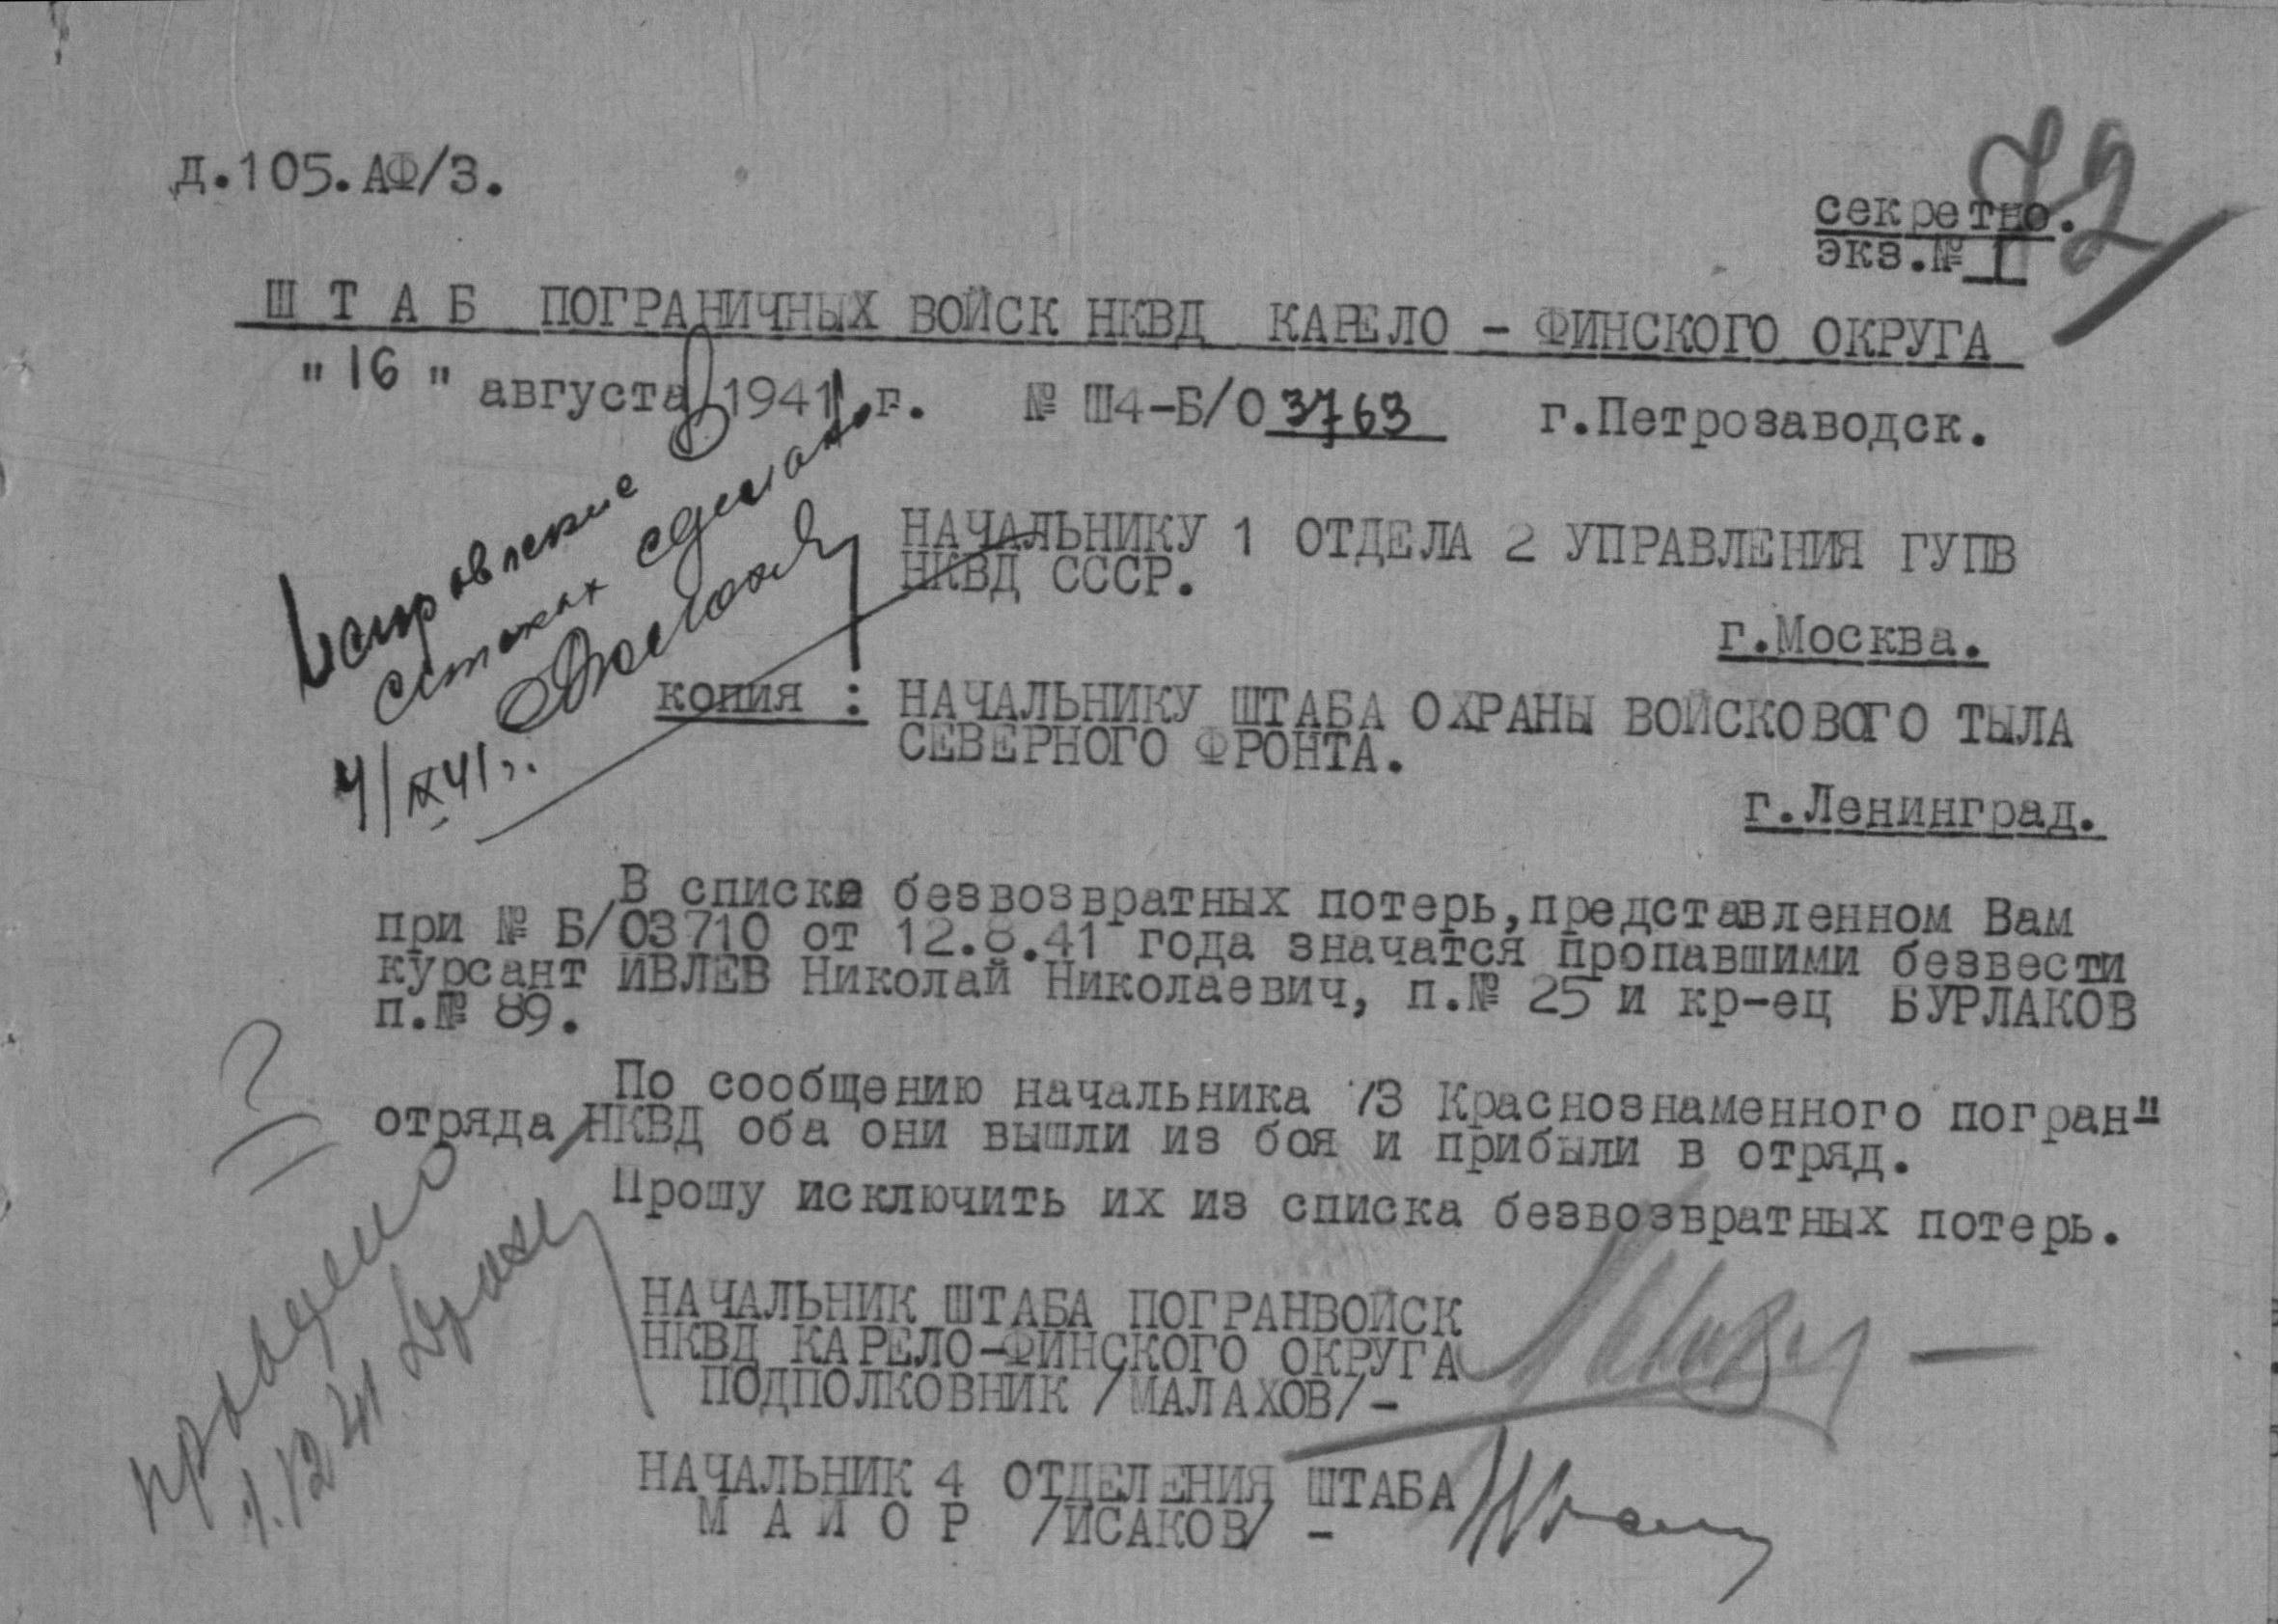 72
Д.105.АФ/3.
секретно.
экз.№ 1
Ш Т А Б ПОГРАНИЧНЫХ ВОЙСК НКВД КАРЕЛО - ФИНСКОГО ОКРУГА
"16" августа 1941 г. № Ш4-Б/О 3763 г.Петрозаводск.
Исправление в
списках сделано
4/IX 41 г.
НАЧАЛЬНИКУ 1 ОТДЕЛА 2 УПРАВЛЕНИЯ ГУПВ
НКВД СССР.
г.Москва.
копия : НАЧАЛЬНИКУ ШТАБА ОХРАНЫ ВОЙСКОВОГО ТЫЛА
СЕВЕРНОГО ФРОНТА.
г.Ленинград.
В списке безвозвратных потерь,представленном Вам
при № Б/03710 от 12.8.41 года значатся пропавшими безвести
курсант ИВЛЕВ Николай Николаевич, п.№ 25 и кр-ец БУРЛАКОВ
п.№ 89.
По сообщению начальника 73 Краснознаменного погран-
отряда НКВД оба они вышли из боя и прибыли в отряд.
Прошу исключить их из списка безвозвратных потерь.
НАЧАЛЬНИК ШТАБА ПОГРАНВОЙСК
НКВД КАРЕЛО-ФИНСКОГО ОКРУГА
ПОДПОЛКОВНИК /МАЛАХОВ/-
НАЧАЛЬНИК 4 ОТДЕЛЕНИЯ ШТАБА
М А Й О Р /ИСАКОВ/ -
проведено
1.12 41